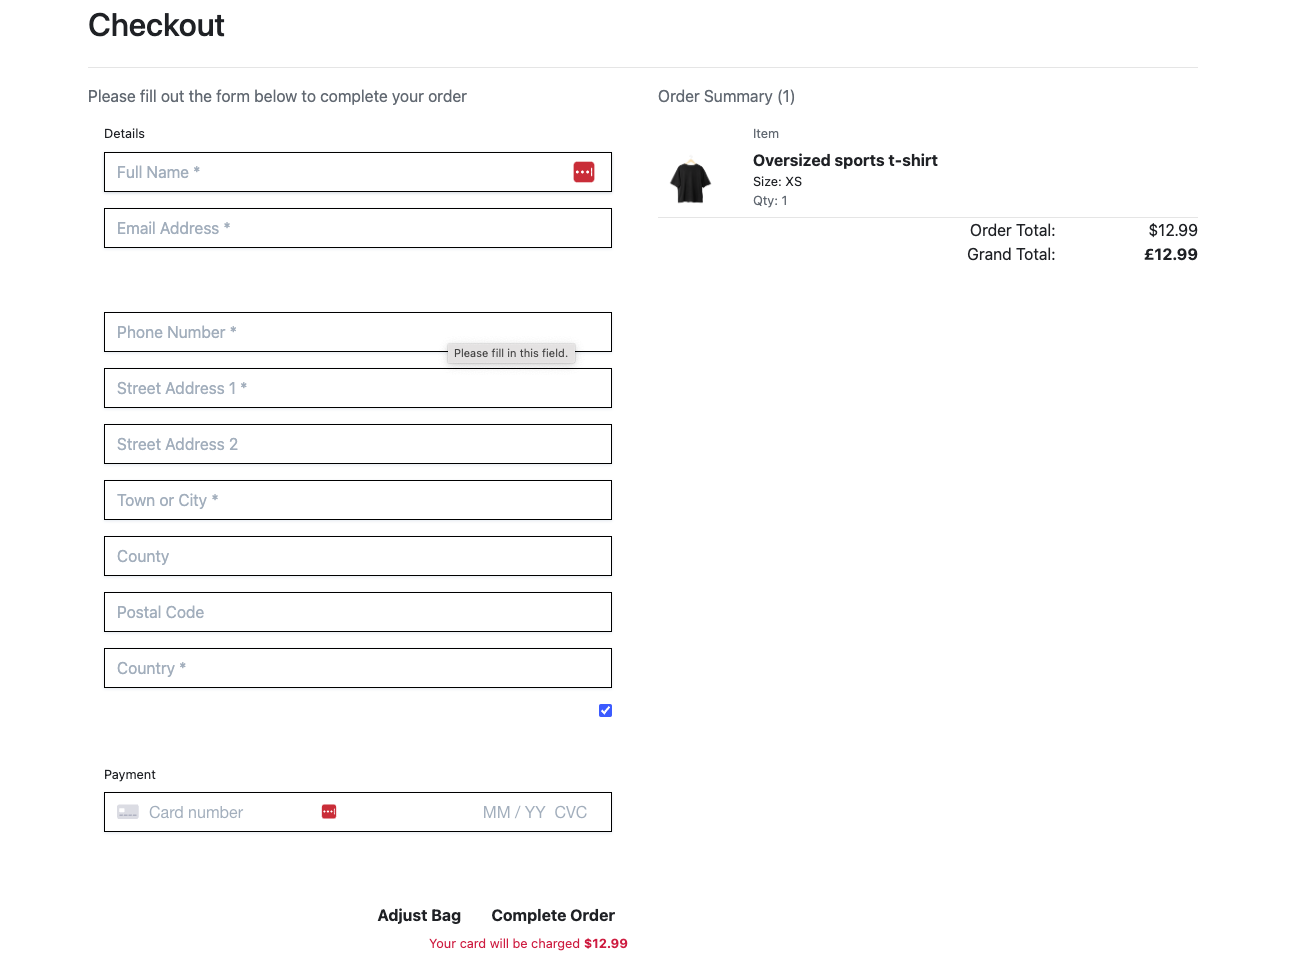 Checkout
Please fill out the form below to complete your order
Details
Full Name *
Email Address *
Phone Number *
Please fill in this field.
Street Address 1 *
Street Address 2
Town or City *
County
Postal Code
Country *
Payment
Card number MM / YY CVC
Adjust Bag Complete Order
Your card will be charged $12.99
Order Summary (1)
Item
Oversized sports t-shirt
Size: XS
Qty: 1
Order Total: $12.99
Grand Total: £12.99